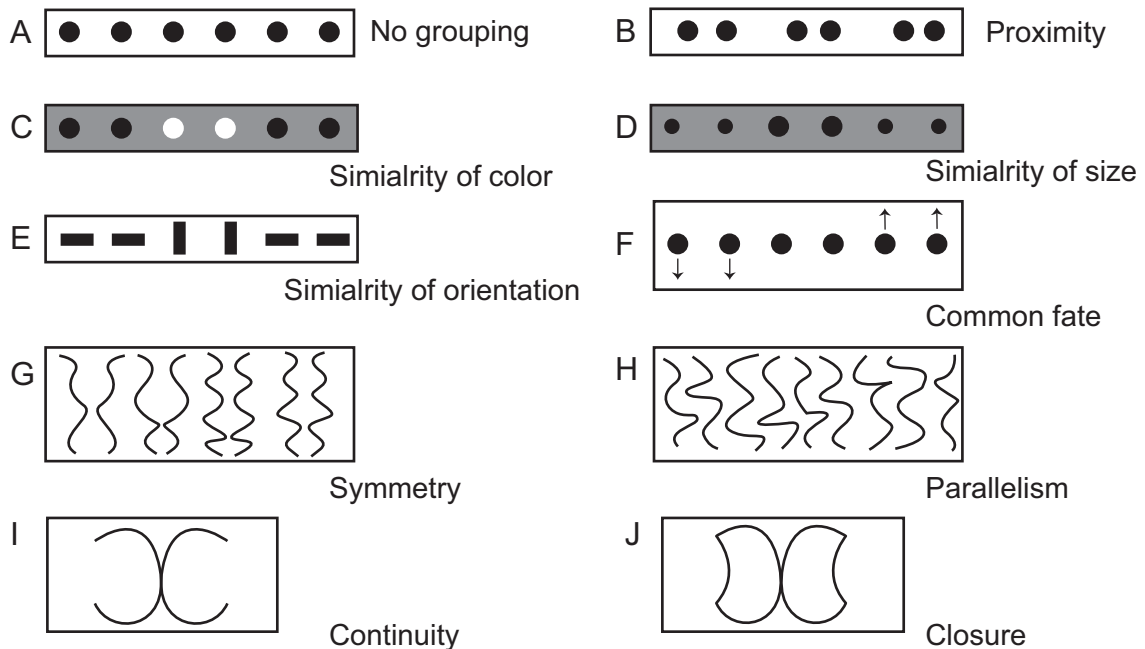 A No grouping
B Proximity
C
Simialrity of color
D
Simialrity of size
E
Simialrity of orientation
F
Common fate
G
Symmetry
H
Parallelism
I
Continuity
J
Closure